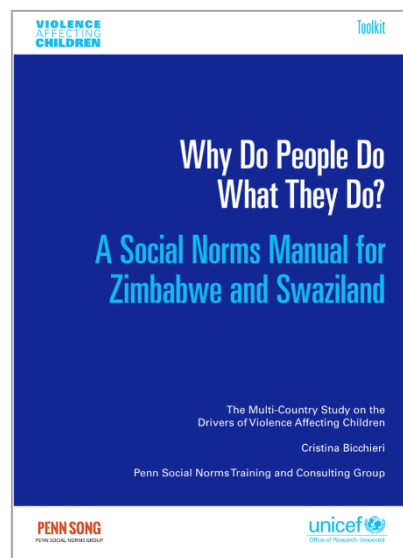 VIOLENCE
AFFECTING
CHILDREN
Toolkit
Why Do People Do
What They Do?
A Social Norms Manual for
Zimbabwe and Swaziland
The Multi-Country Study on the
Drivers of Violence Affecting Children
Cristina Bicchieri
Penn Social Norms Training and Consulting Group
PENN SONG
PENN SOCIAL NORMS GROUP
unicef
Office of Research-Innocenti